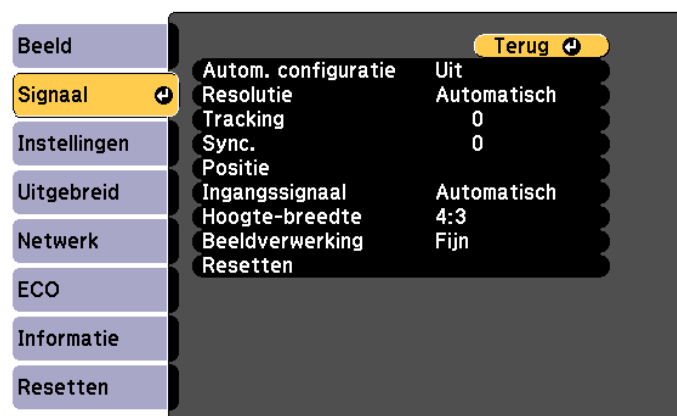 Beeld
Signaal
Instellingen
Uitgebreid
Netwerk
ECO
Informatie
Resetten
Terug
Autom. configuratie Uit
Resolutie Automatisch
Tracking 0
Sync. 0
Positie
Ingangssignaal Automatisch
Hoogte-breedte 4:3
Beeldverwerking Fijn
Resetten